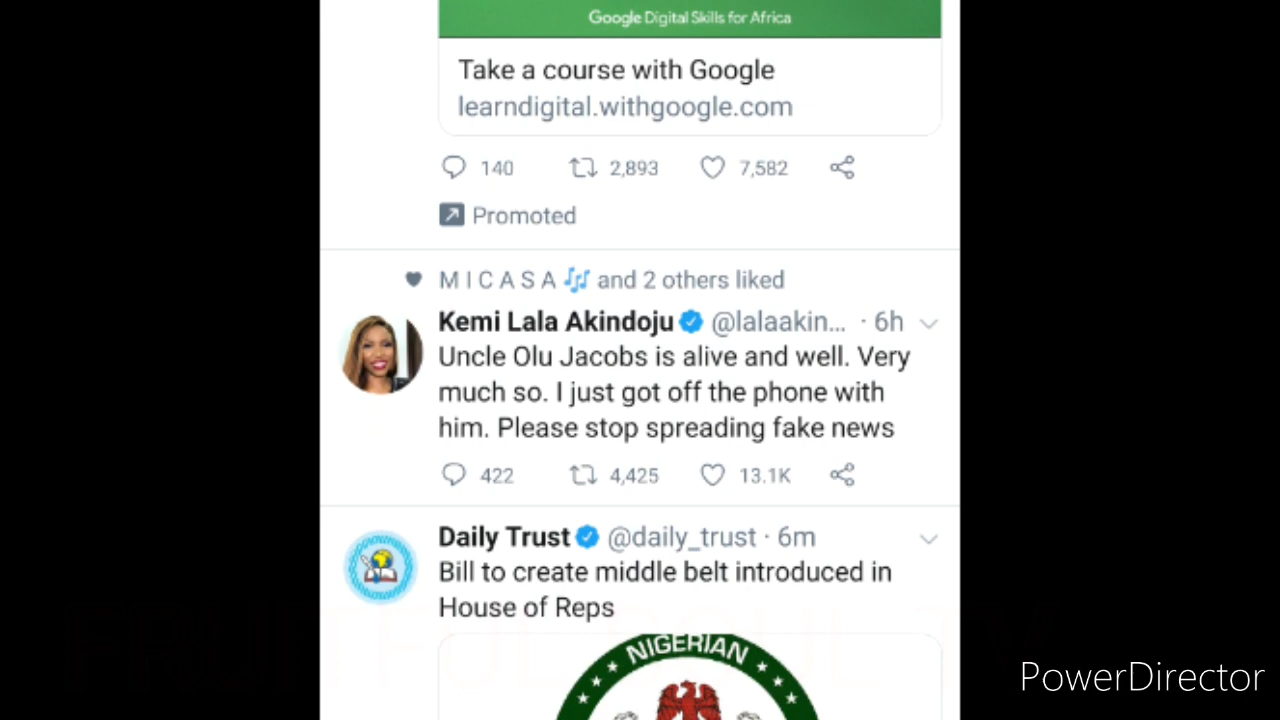 Google Digital Skills for Africa
Take a course with Google
learndigital.withgoogle.com
140 2,893 7,582
Promoted
M I C A S A 🎶 and 2 others liked
Kemi Lala Akindoju @lalaakin... · 6h
Uncle Olu Jacobs is alive and well. Very
much so. I just got off the phone with
him. Please stop spreading fake news
422 4,425 13.1K
Daily Trust @daily_trust · 6m
Bill to create middle belt introduced in
House of Reps
NIGERIAN
PowerDirector